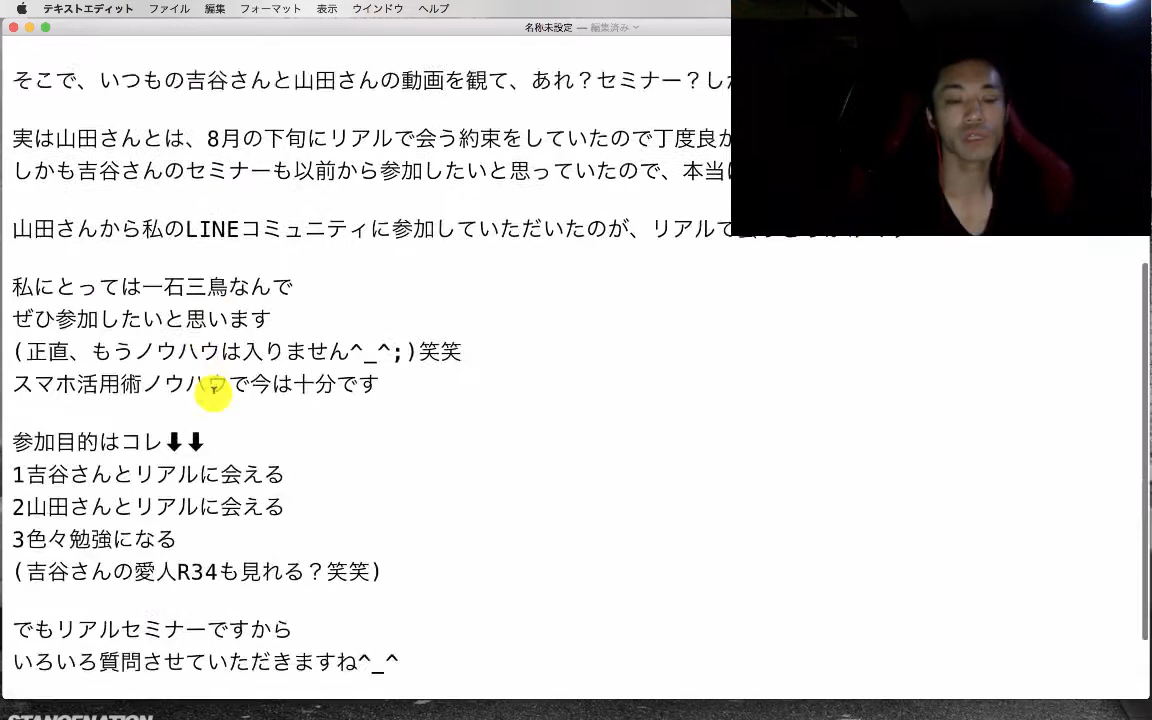 テキストエディット ファイル 編集 フォーマット 表示 ウインドウ ヘルプ
名称未設定 — 編集済み
そこで、いつもの吉谷さんと山田さんの動画を観て、あれ？セミナー？し
実は山田さんとは、8月の下旬にリアルで会う約束をしていたので丁度良か
しかも吉谷さんのセミナーも以前から参加したいと思っていたので、本当に
山田さんから私のLINEコミュニティに参加していただいたのが、リアルで
私にとっては一石三鳥なんで
ぜひ参加したいと思います
(正直、もうノウハウは入りません^_^;)笑笑
スマホ活用術ノウハウで今は十分です
参加目的はコレ⬇⬇
1吉谷さんとリアルに会える
2山田さんとリアルに会える
3色々勉強になる
(吉谷さんの愛人R34も見れる？笑笑)
でもリアルセミナーですから
いろいろ質問させていただきますね^_^
STANCENATION